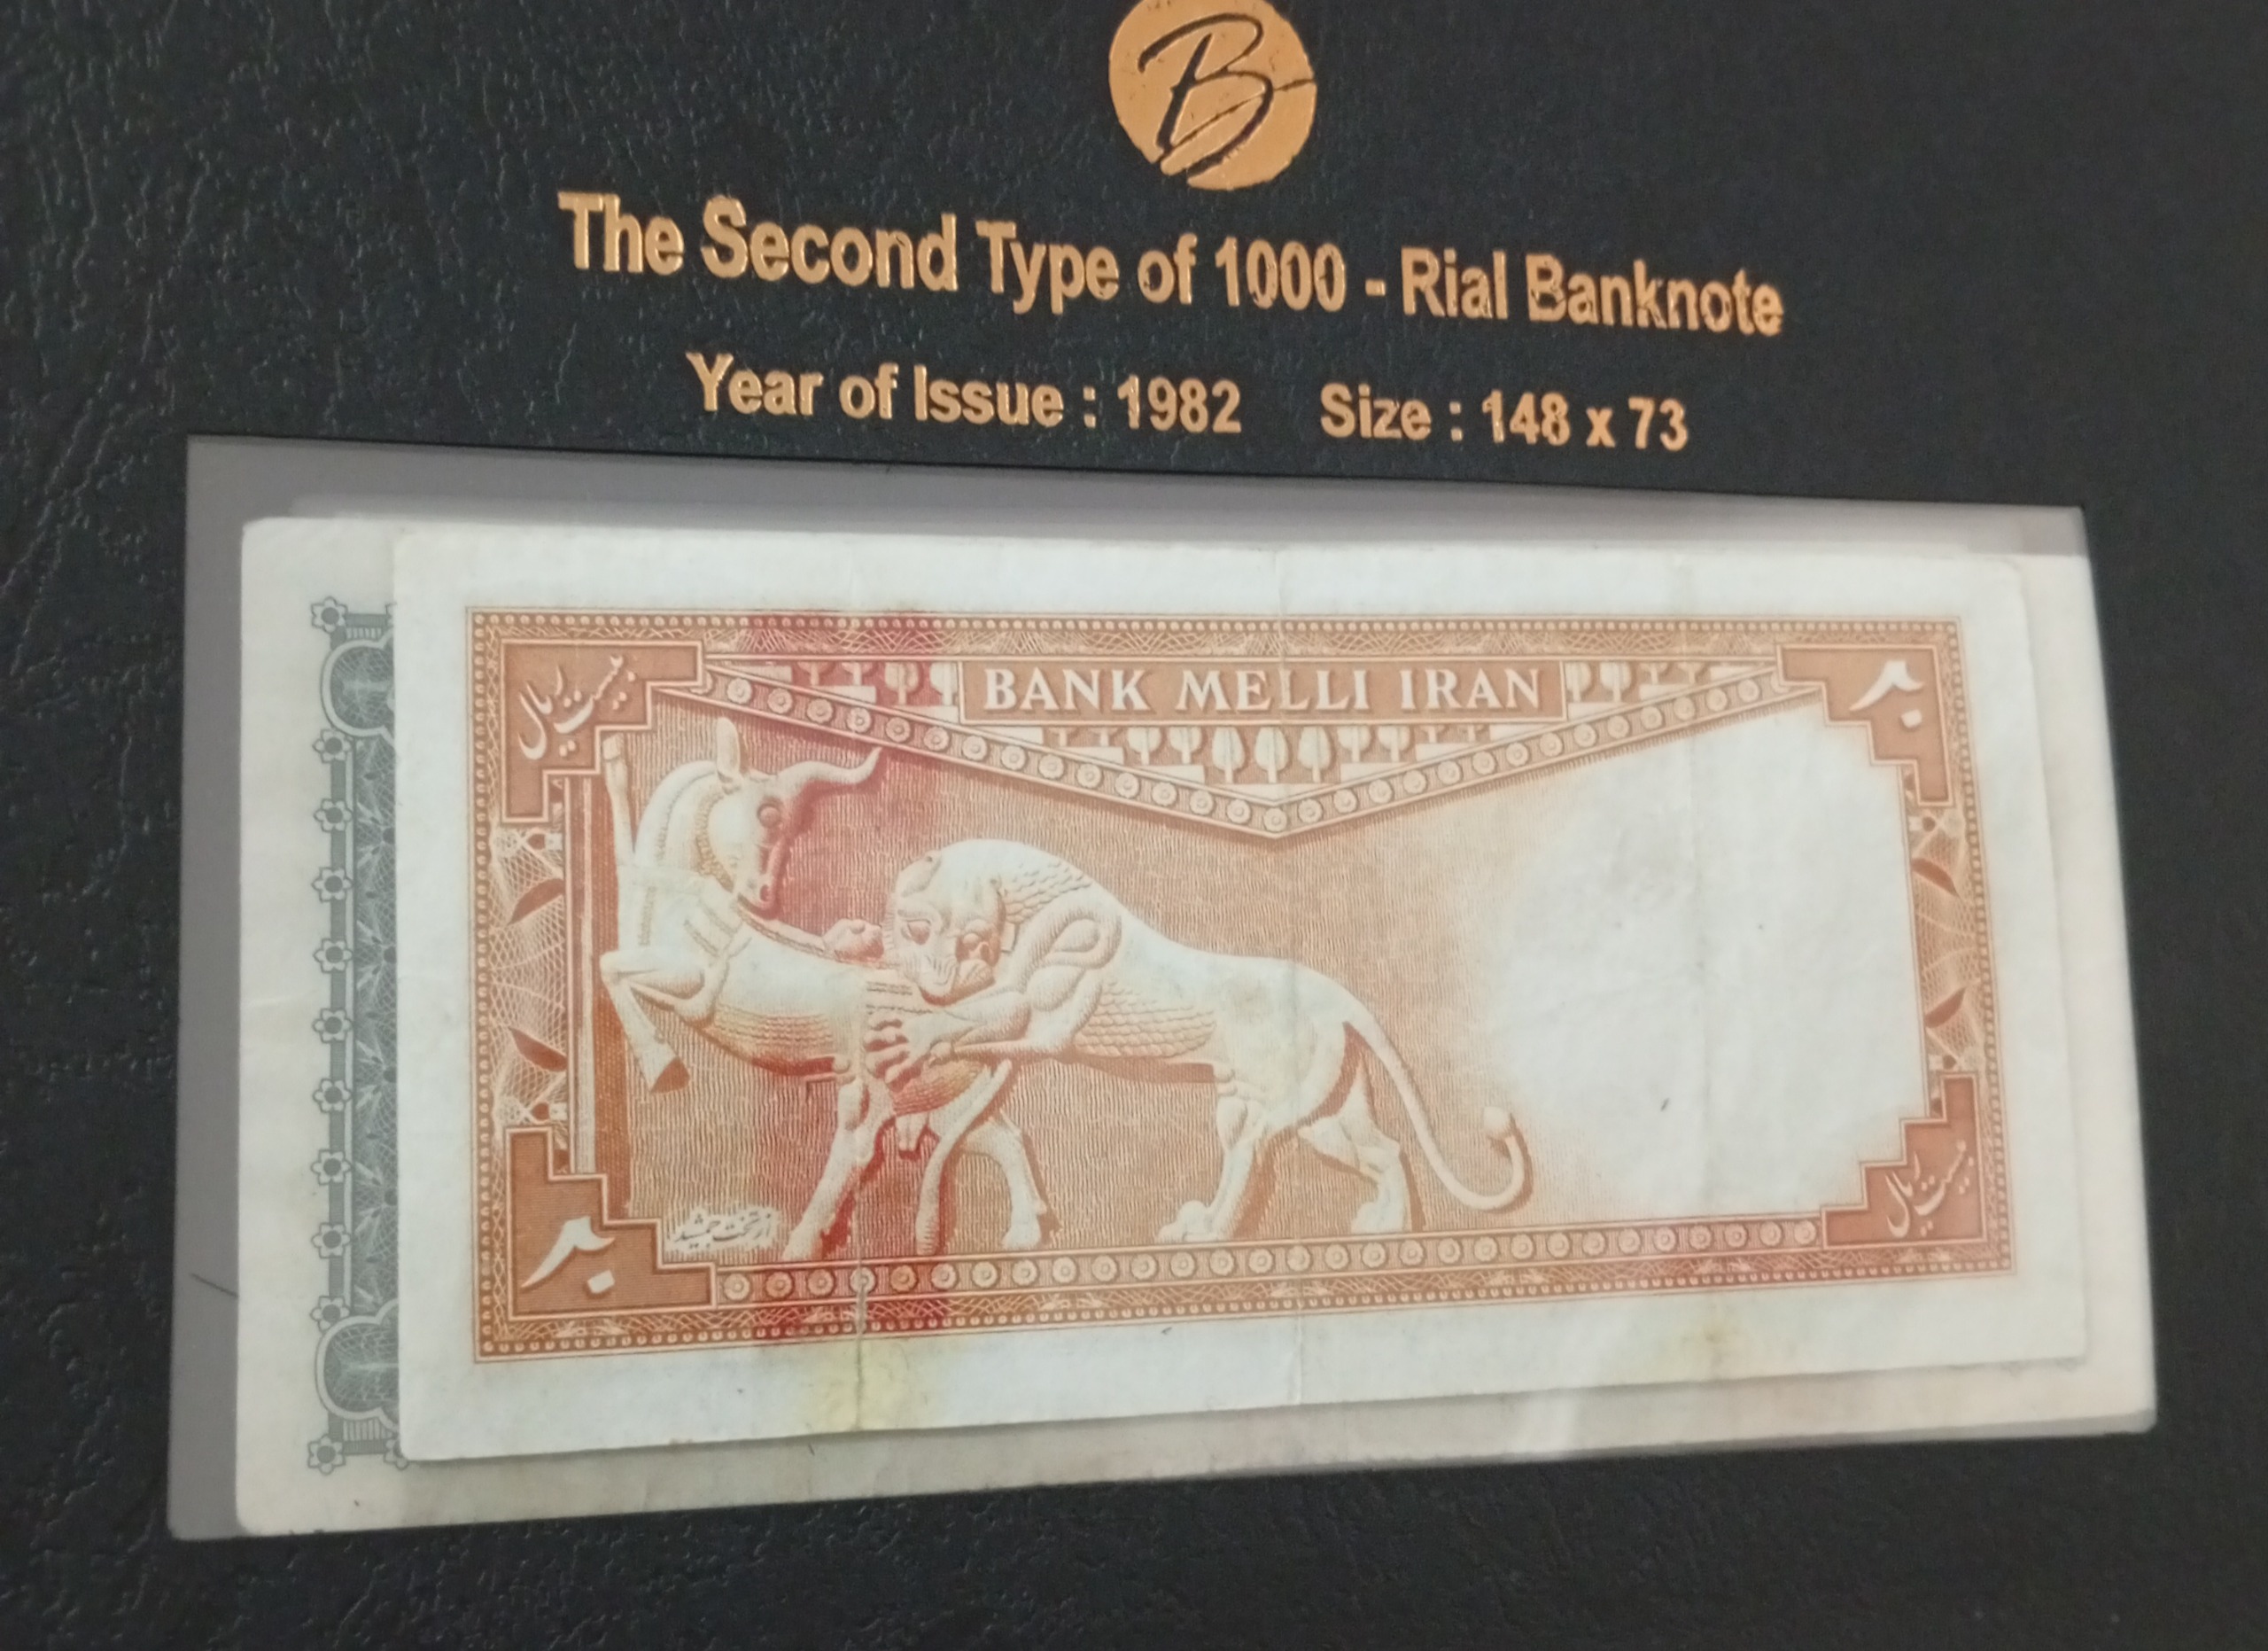 B
The Second Type of 1000 - Rial Banknote
Year of Issue : 1982 Size : 148 x 73
بیست ریال
BANK MELLI IRAN
۲۰
از تخت جمشید
۲۰
بیست ریال